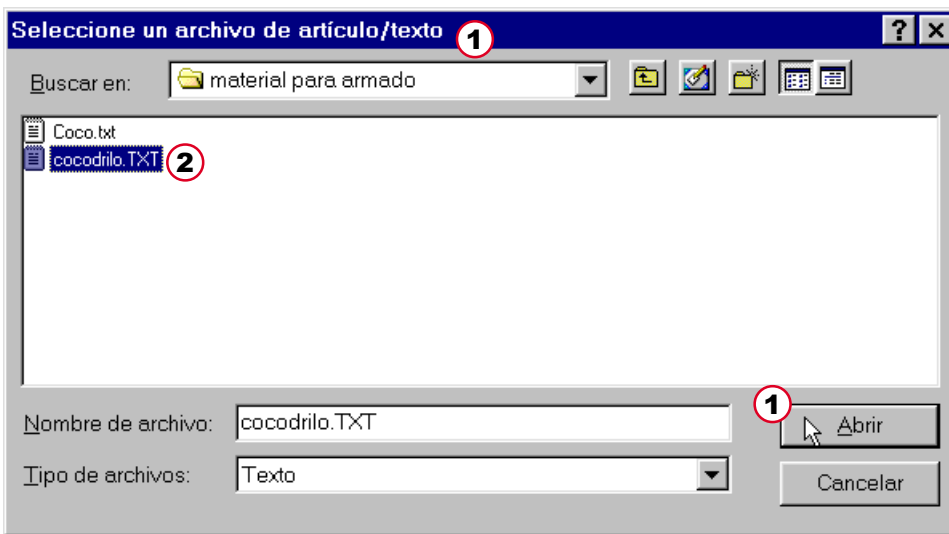 Seleccione un archivo de artículo/texto
1
Buscar en: material para armado
Coco.txt
cocodrilo.TXT 2
Nombre de archivo: cocodrilo.TXT
1
Abrir
Tipo de archivos: Texto
Cancelar